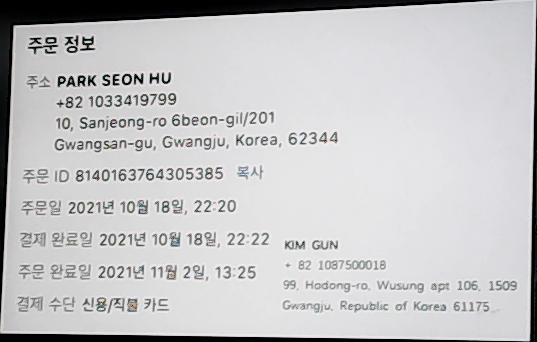 주문 정보
주소 PARK SEON HU
+82 1033419799
10, Sanjeong-ro 6beon-gil/201
Gwangsan-gu, Gwangju, Korea, 62344
주문 ID 8140163764305385 복사
주문일 2021년 10월 18일, 22:20
결제 완료일 2021년 10월 18일, 22:22
주문 완료일 2021년 11월 2일, 13:25
결제 수단 신용/직불 카드
KIM GUN
+ 82 1087500018
99, Hodong-ro, Wusung apt 106, 1509
Gwangju, Republic of Korea 61175